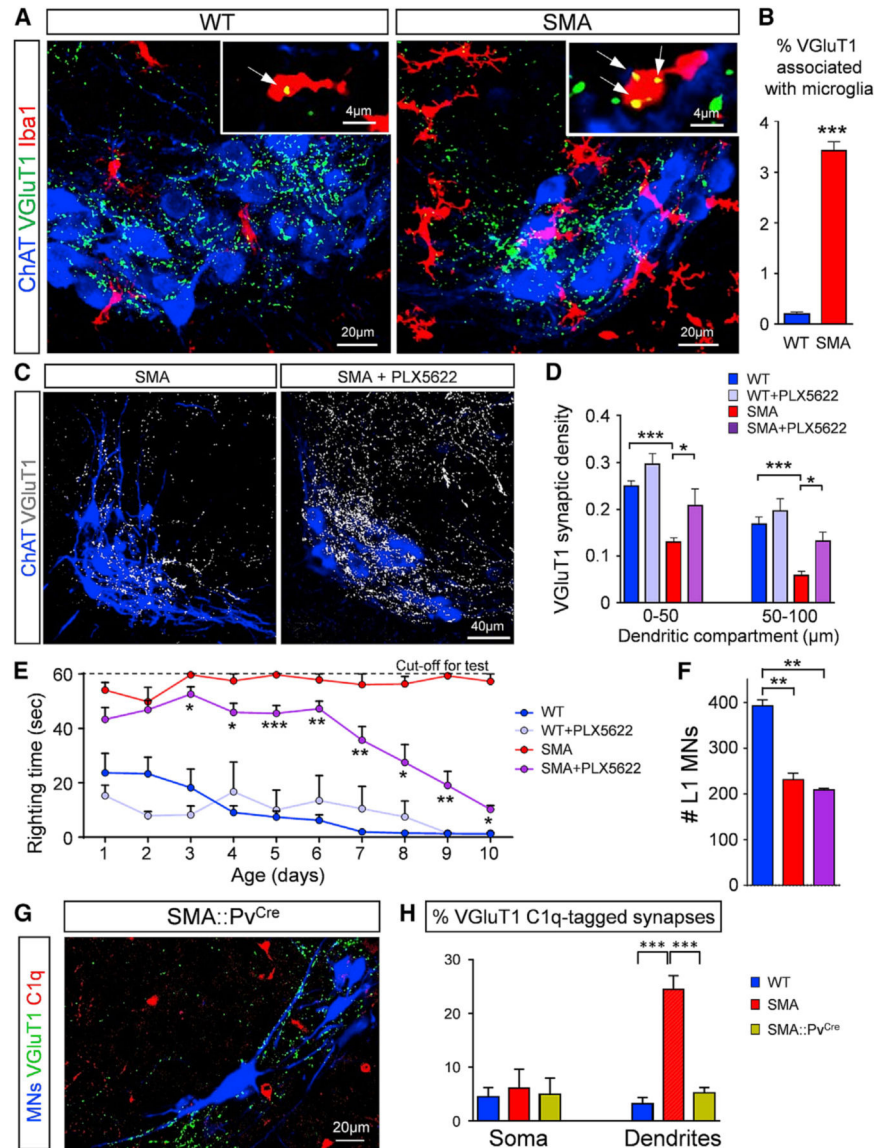 A
WT
SMA
ChAT VGluT1 Iba1
4µm
20µm
4µm
20µm
B
% VGluT1
associated
with microglia
4
3
2
1
0
***
WT SMA
C
SMA
SMA + PLX5622
ChAT VGluT1
40µm
D
WT
WT+PLX5622
SMA
SMA+PLX5622
VGluT1 synaptic density
0.4
0.3
0.2
0.1
0
***
*
***
*
0-50
50-100
Dendritic compartment (µm)
E
Cut-off for test
Righting time (sec)
60
40
20
0
*
*
***
**
**
*
**
*
1 2 3 4 5 6 7 8 9 10
Age (days)
WT
WT+PLX5622
SMA
SMA+PLX5622
F
**
**
# L1 MNs
400
300
200
100
0
G
SMA::PvCre
MNs VGluT1 C1q
20µm
H
% VGluT1 C1q-tagged synapses
30
20
10
0
*** ***
Soma
Dendrites
WT
SMA
SMA::PvCre